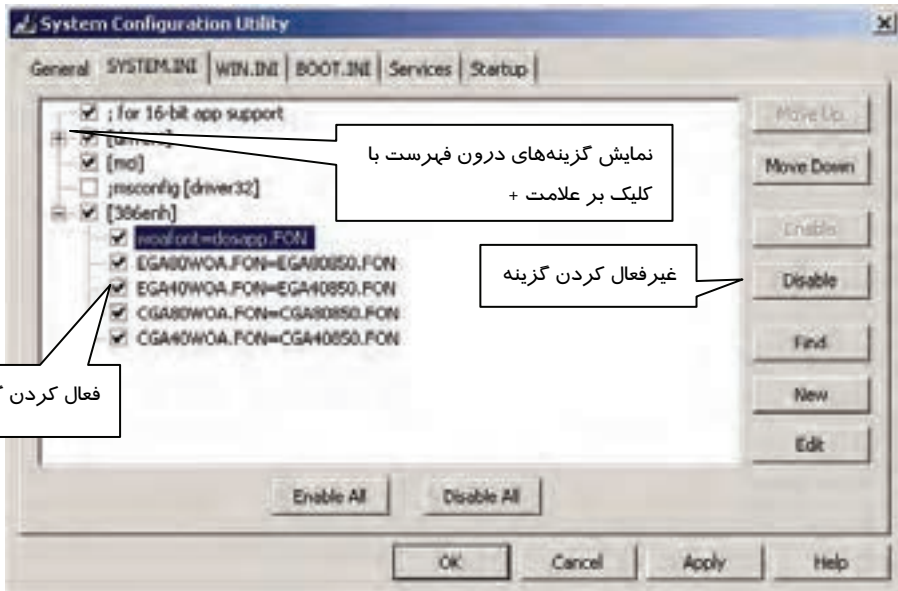 System Configuration Utility
General SYSTEM.INI WIN.INI BOOT.INI Services Startup
; for 16-bit app support
[drivers]
[mci]
;msconfig [driver32]
[386enh]
woafont=dosapp.FON
EGA80WOA.FON=EGA80850.FON
EGA40WOA.FON=EGA40850.FON
CGA80WOA.FON=CGA80850.FON
CGA40WOA.FON=CGA40850.FON
نمایش گزینه‌های درون فهرست با
کلیک بر علامت +
غیرفعال کردن گزینه
فعال کردن
Move Up
Move Down
Enable
Disable
Find
New
Edit
Enable All Disable All
OK Cancel Apply Help